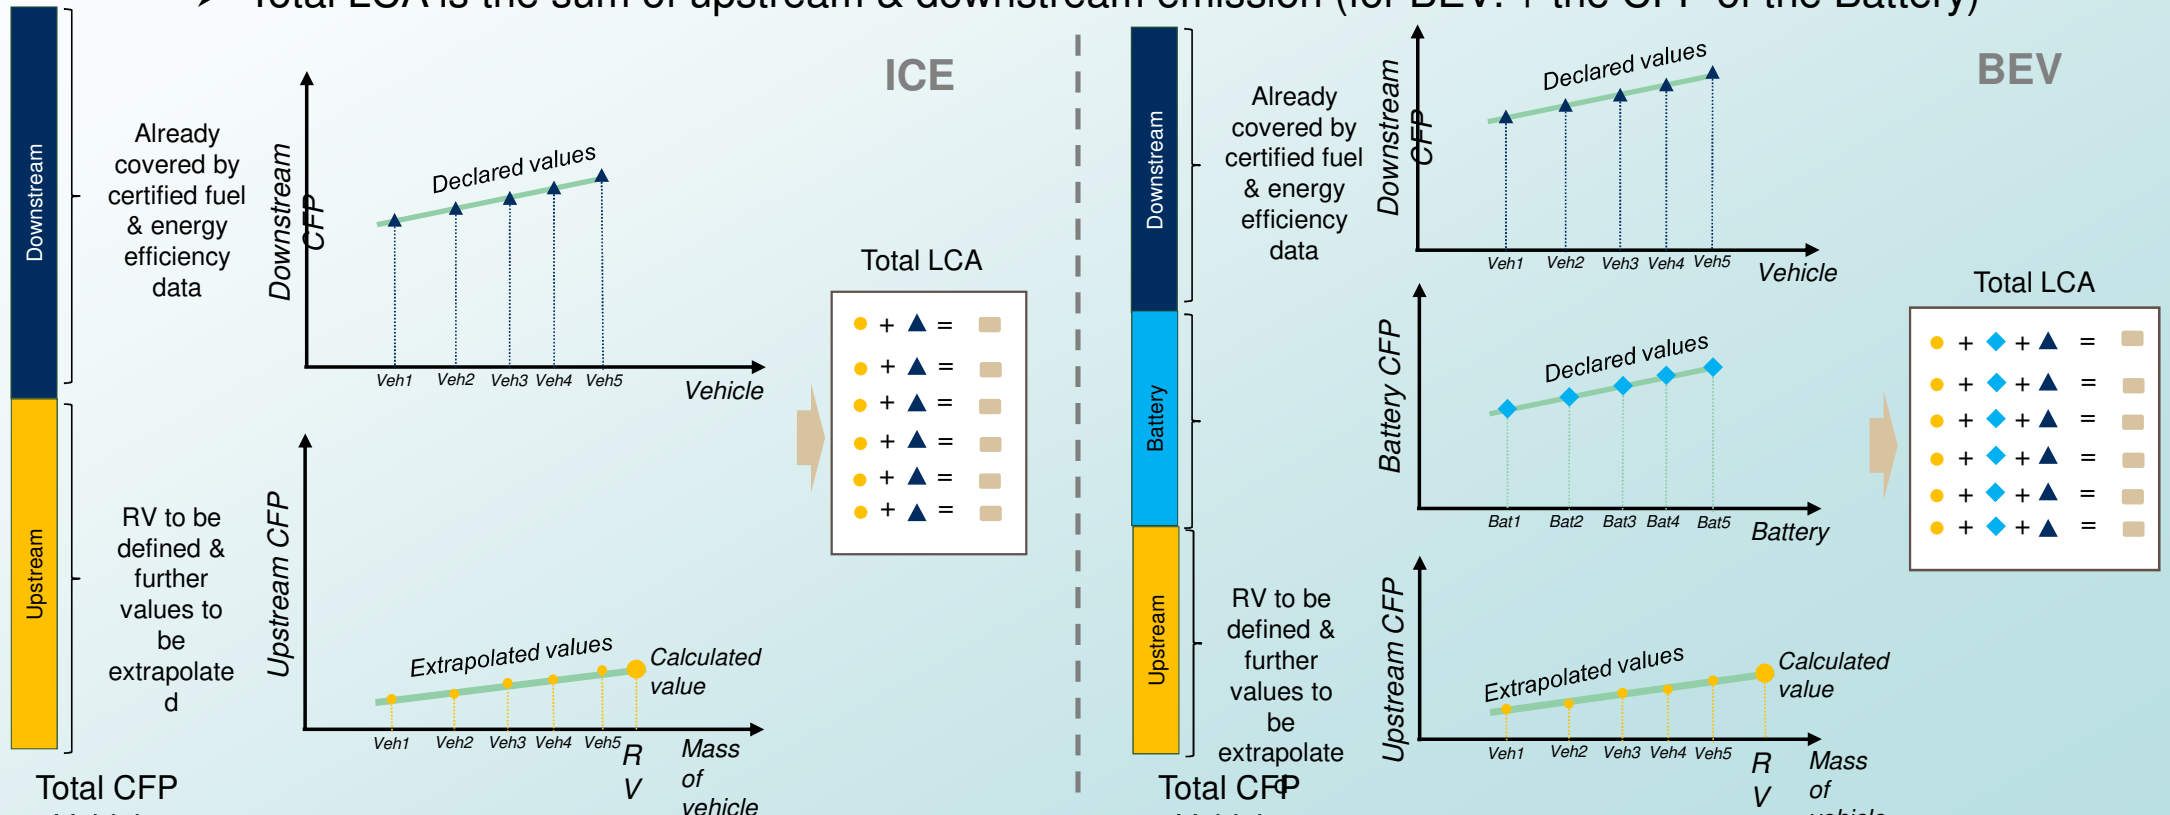 Total LCA is the sum of upstream & downstream emission (for BEV: + the CFP of the Battery)
ICE
Downstream
Already
covered by
certified fuel
& energy
efficiency
data
Downstream
CFP
Declared values
Veh1 Veh2 Veh3 Veh4 Veh5
Vehicle
Upstream
RV to be
defined &
further
values to
be
extrapolate
d
Upstream CFP
Extrapolated values
Calculated
value
Veh1 Veh2 Veh3 Veh4 Veh5
R
V
Mass
of
vehicle
Total CFP
Total LCA
+ =
+ =
+ =
+ =
+ =
+ =
BEV
Downstream
Already
covered by
certified fuel
& energy
efficiency
data
Downstream
CFP
Declared values
Veh1 Veh2 Veh3 Veh4 Veh5
Vehicle
Battery
Battery CFP
Declared values
Bat1 Bat2 Bat3 Bat4 Bat5
Battery
Upstream
RV to be
defined &
further
values to
be
extrapolate
d
Upstream CFP
Extrapolated values
Calculated
value
Veh1 Veh2 Veh3 Veh4 Veh5
R
V
Mass
of
vehicle
Total CFP
Total LCA
+ + =
+ + =
+ + =
+ + =
+ + =
+ + =